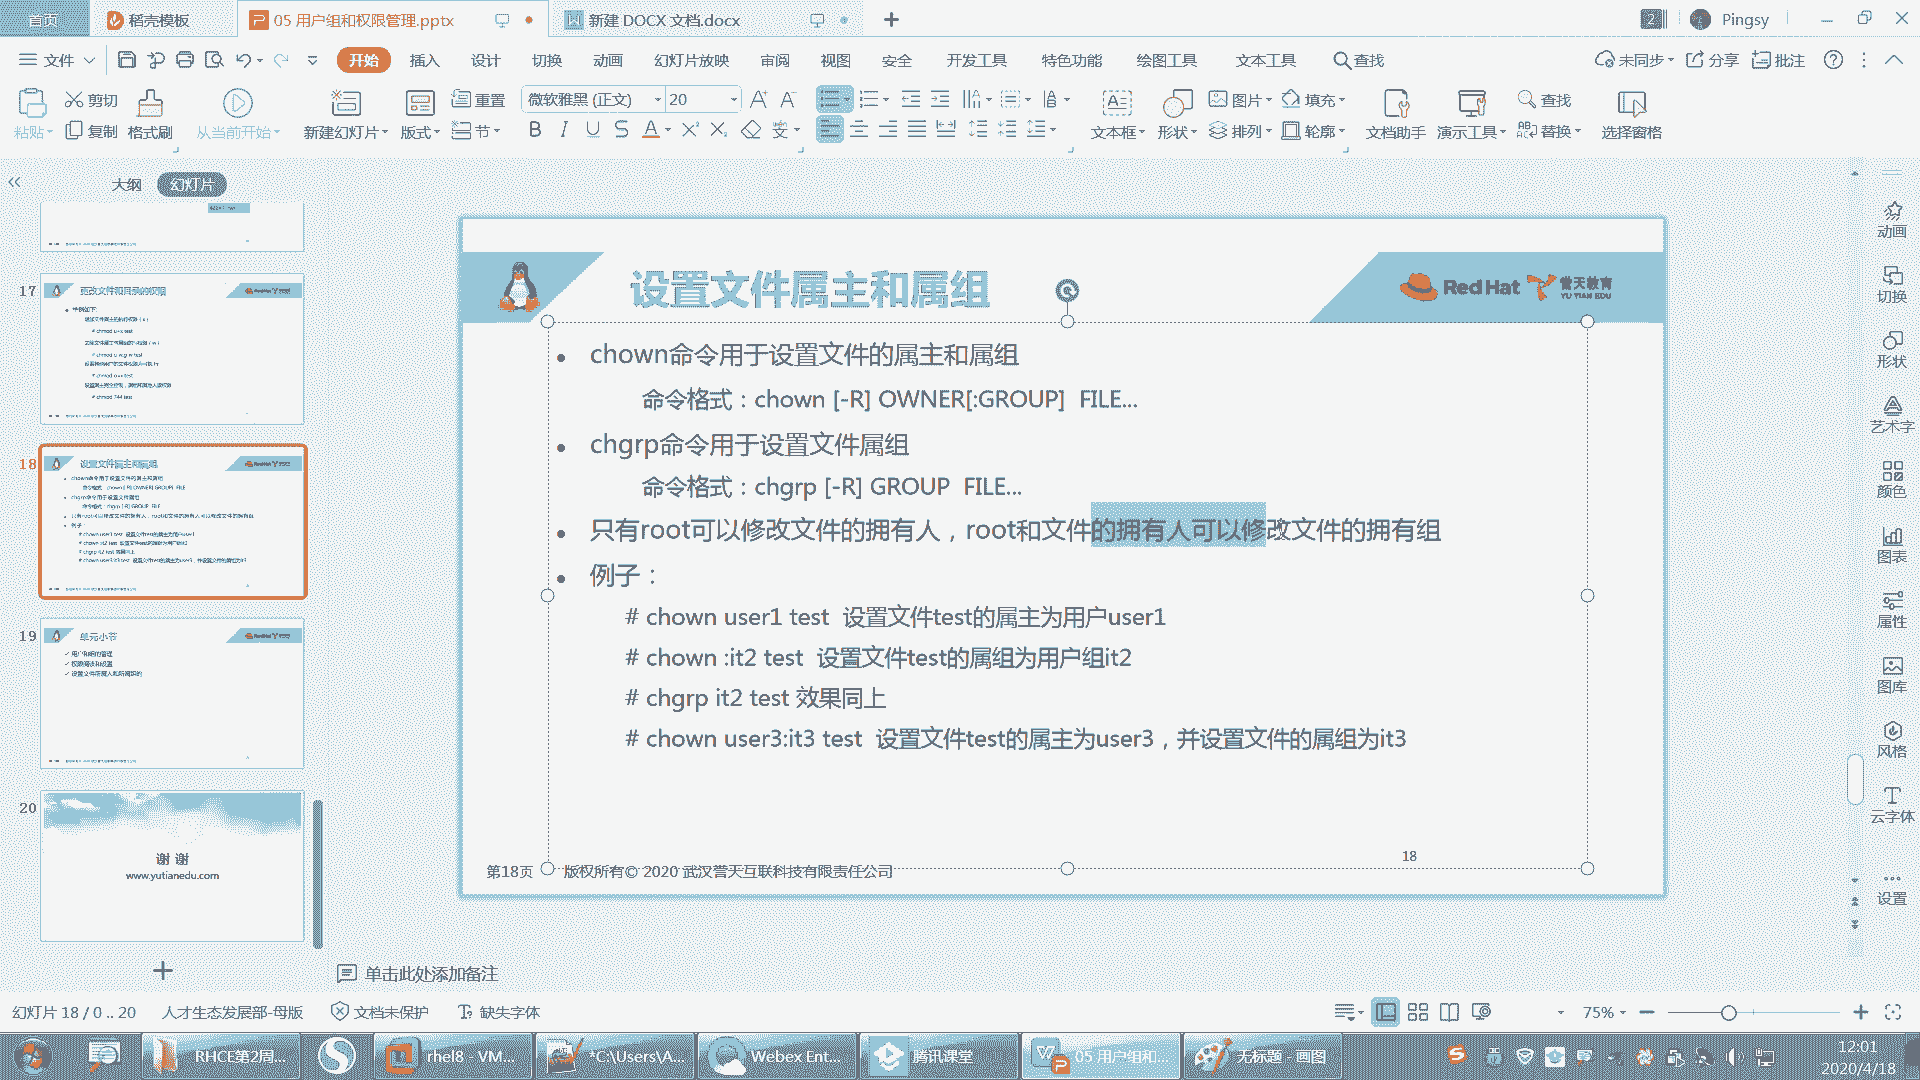 首页
稻壳模板
05 用户组和权限管理.pptx
新建 DOCX 文档.docx
2
Pingsy
文件
开始
插入
设计
切换
动画
幻灯片放映
审阅
视图
安全
开发工具
特色功能
绘图工具
文本工具
查找
未同步
分享
批注
粘贴
剪切
复制
格式刷
从当前开始
新建幻灯片
版式
重置
节
微软雅黑 (正文)
20
文本框
形状
图片
排列
填充
轮廓
文档助手
演示工具
查找
替换
选择窗格
大纲
幻灯片
17
更改文件和目录的权限
18
设置文件属主和属组
19
单元小节
用户和组的管理
权限阅读和设置
20
谢 谢
www.yutianedu.com
设置文件属主和属组
Red Hat
誉天教育
YU TIAN EDU
chown命令用于设置文件的属主和属组
命令格式：chown [-R] OWNER[:GROUP] FILE...
chgrp命令用于设置文件属组
命令格式：chgrp [-R] GROUP FILE...
只有root可以修改文件的拥有人，root和文件的拥有人可以修改文件的拥有组
例子：
# chown user1 test 设置文件test的属主为用户user1
# chown :it2 test 设置文件test的属组为用户组it2
# chgrp it2 test 效果同上
# chown user3:it3 test 设置文件test的属主为user3，并设置文件的属组为it3
18
第18页
版权所有© 2020 武汉誉天互联科技有限责任公司
动画
切换
形状
艺术字
颜色
图表
属性
图库
风格
云字体
设置
单击此处添加备注
幻灯片 18 / 0 .. 20
人才生态发展部-母版
文档未保护
缺失字体
75%
RHCE第2周...
rhel8 - VM...
*C:\Users\A...
Webex Ent...
腾讯课堂
05 用户组和...
无标题 - 画图
12:01
2020/4/18